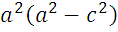 a²(a² − c²)